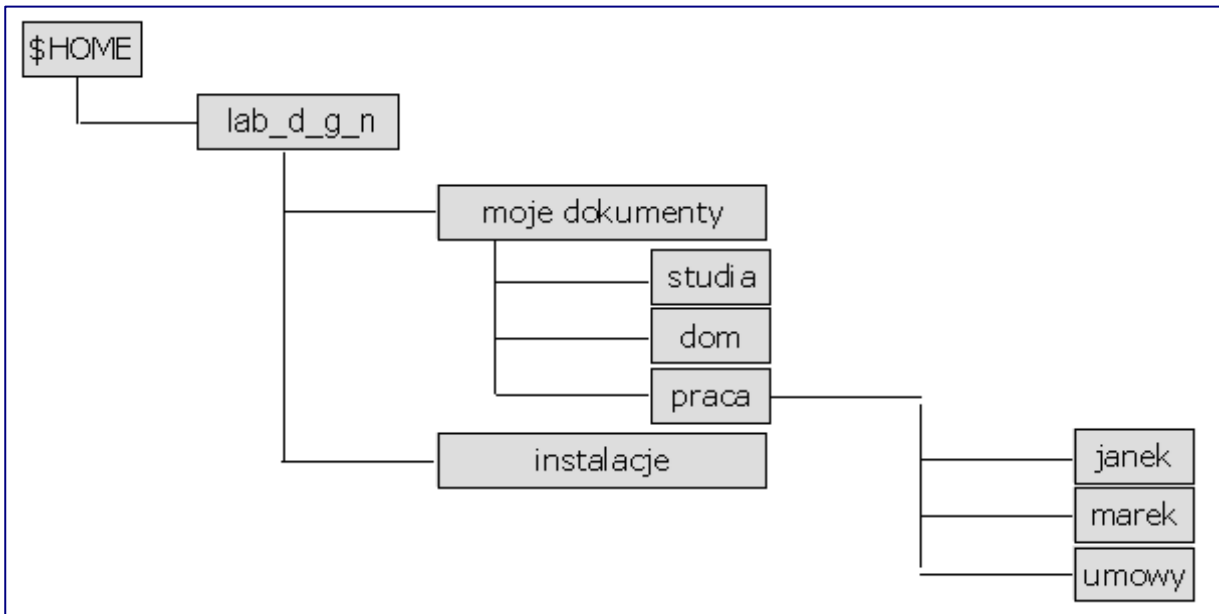 $HOME
lab_d_g_n
moje dokumenty
studia
dom
praca
instalacje
janek
marek
umowy